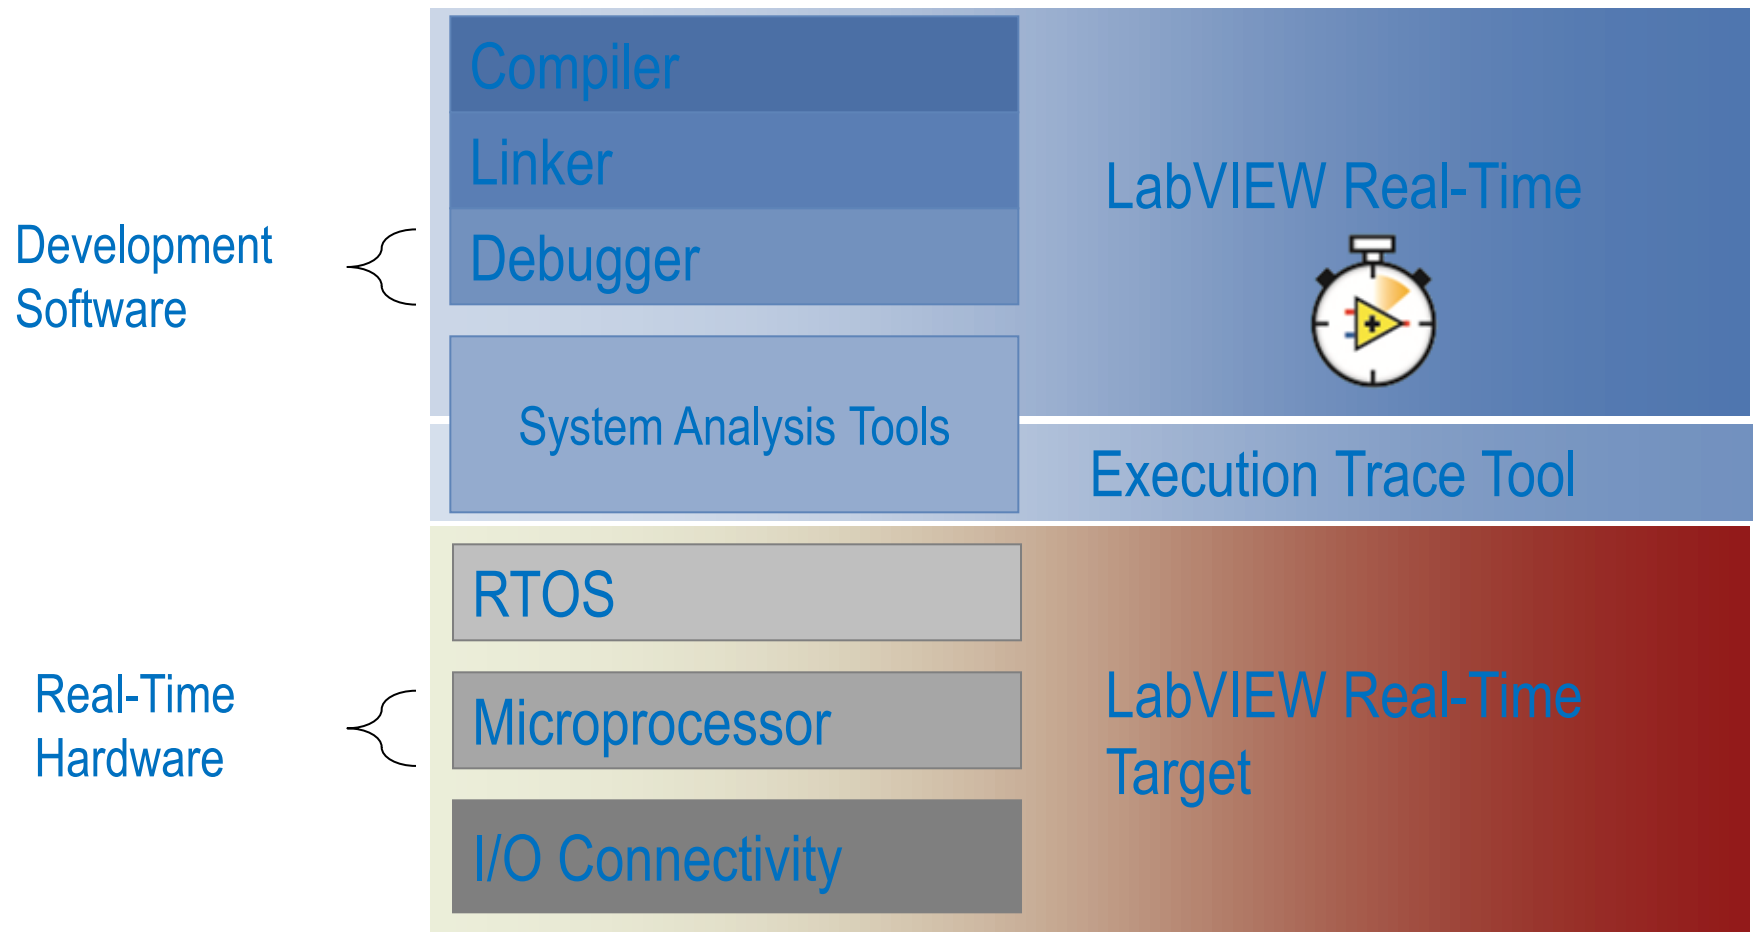 Compiler
Linker
Debugger
Development
Software
System Analysis Tools
LabVIEW Real-Time
Execution Trace Tool
RTOS
Microprocessor
I/O Connectivity
Real-Time
Hardware
LabVIEW Real-Time
Target